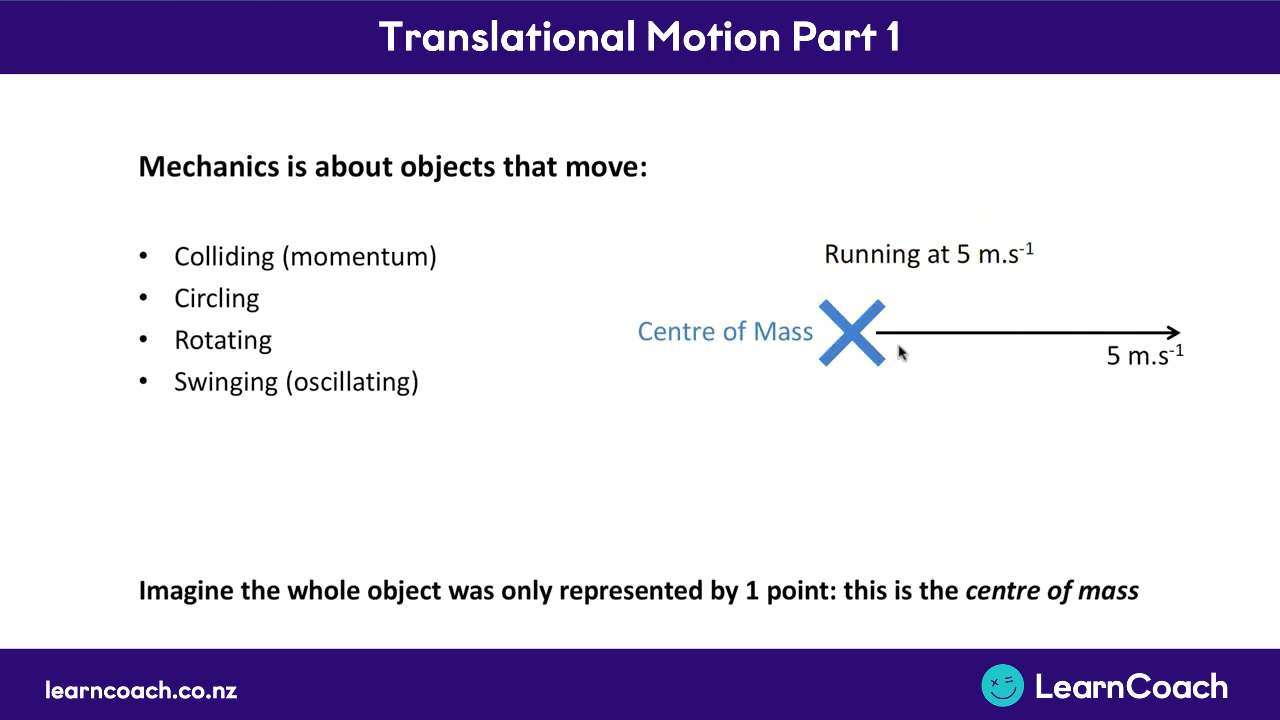 Translational Motion Part 1
Mechanics is about objects that move:
• Colliding (momentum)
• Circling
• Rotating
• Swinging (oscillating)
Running at 5 m.s⁻¹
Centre of Mass
5 m.s⁻¹
Imagine the whole object was only represented by 1 point: this is the centre of mass
learncoach.co.nz
LearnCoach